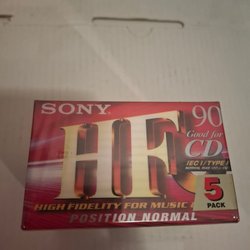 SONY
HF
90
Good for
CD
IEC I / TYPE I
HIGH FIDELITY FOR MUSIC
POSITION NORMAL
5
PACK